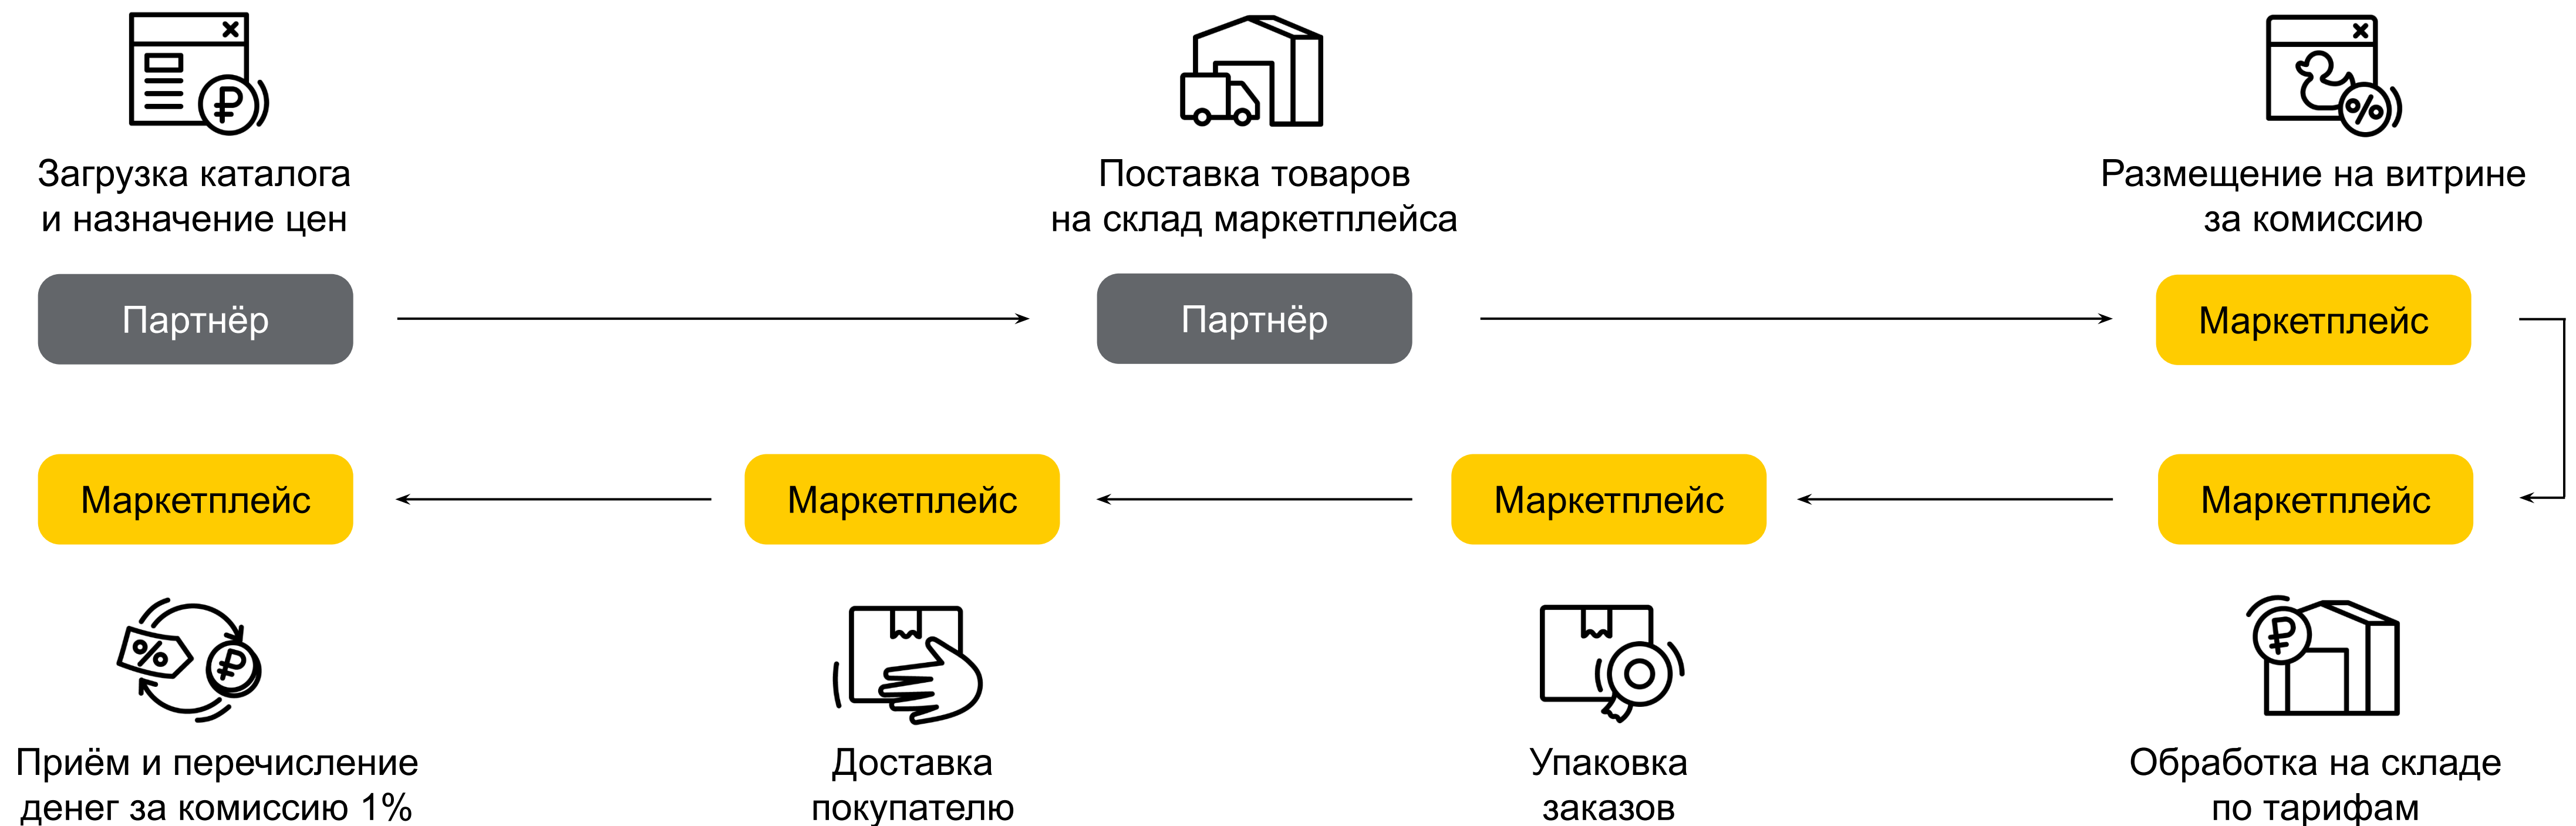 Загрузка каталога
и назначение цен
Партнёр
Поставка товаров
на склад маркетплейса
Партнёр
Размещение на витрине
за комиссию
Маркетплейс
Маркетплейс
Обработка на складе
по тарифам
Маркетплейс
Упаковка
заказов
Маркетплейс
Доставка
покупателю
Маркетплейс
Приём и перечисление
денег за комиссию 1%